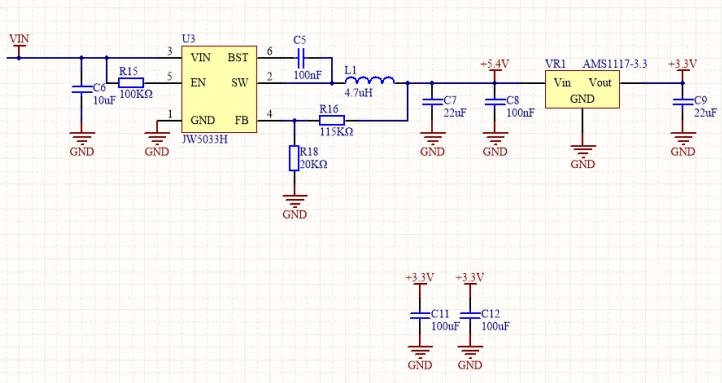 VIN
U3
3 VIN BST 6
C5
100nF
C6
10uF
R15
100KΩ
5 EN SW 2
L1
4.7uH
1 GND FB 4
JW5033H
R16
115KΩ
R18
20KΩ
C7
22uF
+5.4V
C8
100nF
VR1 AMS1117-3.3
Vin Vout
GND
+3.3V
C9
22uF
GND
GND
GND
GND
GND
GND
GND
+3.3V
+3.3V
C11
100uF
C12
100uF
GND
GND